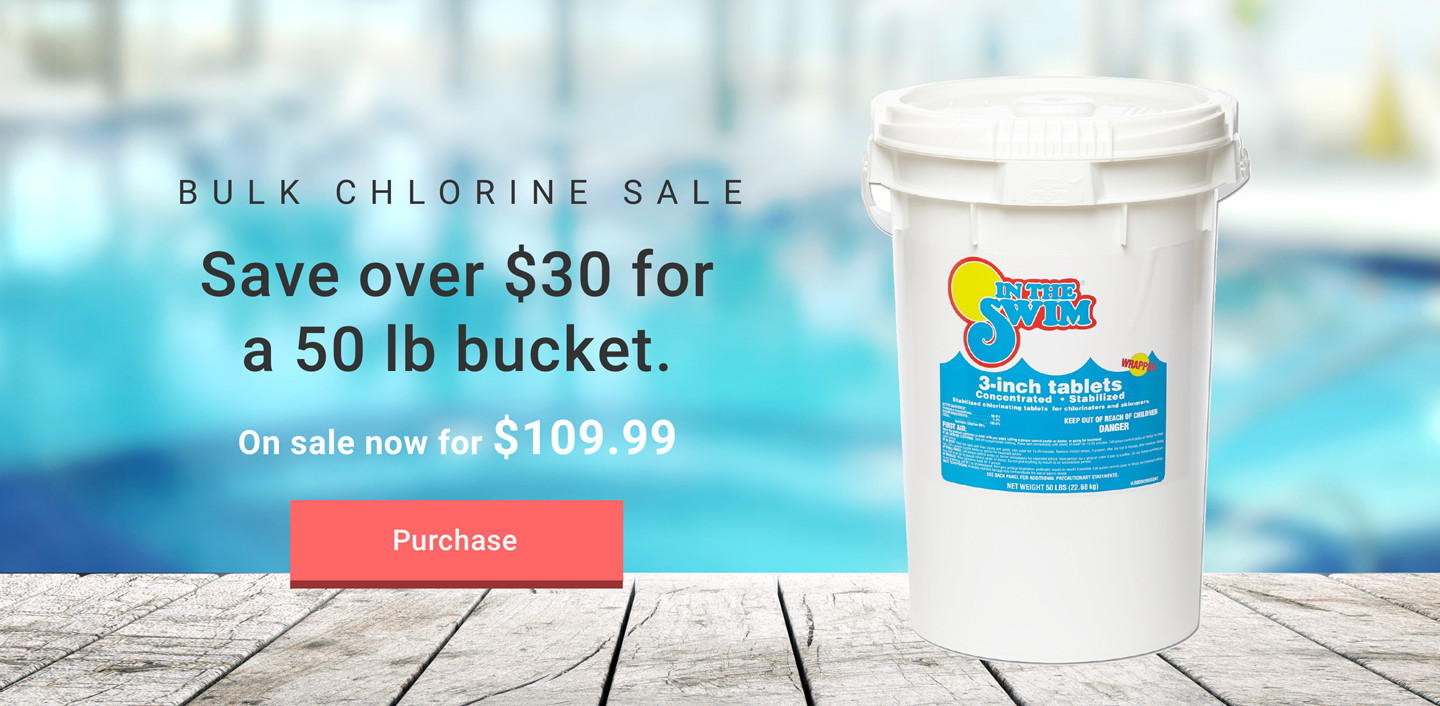 BULK CHLORINE SALE
Save over $30 for
a 50 lb bucket.
On sale now for $109.99
Purchase
IN THE
SWIM
WRAPPED
3-inch tablets
Concentrated • Stabilized
Stabilized chlorinating tablets for chlorinators and skimmers
KEEP OUT OF REACH OF CHILDREN
DANGER
FIRST AID:
SEE BACK PANEL FOR ADDITIONAL PRECAUTIONARY STATEMENTS.
NET WEIGHT 50 LBS (22.68 kg)